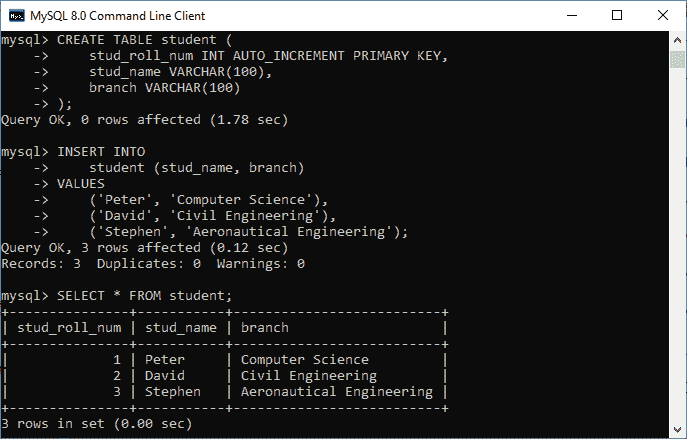 MySQL 8.0 Command Line Client
mysql> CREATE TABLE student (
    ->     stud_roll_num INT AUTO_INCREMENT PRIMARY KEY,
    ->     stud_name VARCHAR(100),
    ->     branch VARCHAR(100)
    -> );
Query OK, 0 rows affected (1.78 sec)

mysql> INSERT INTO
    ->     student (stud_name, branch)
    -> VALUES
    ->     ('Peter', 'Computer Science'),
    ->     ('David', 'Civil Engineering'),
    ->     ('Stephen', 'Aeronautical Engineering');
Query OK, 3 rows affected (0.12 sec)
Records: 3  Duplicates: 0  Warnings: 0

mysql> SELECT * FROM student;
+---------------+-----------+--------------------------+
| stud_roll_num | stud_name | branch                   |
+---------------+-----------+--------------------------+
|             1 | Peter     | Computer Science         |
|             2 | David     | Civil Engineering        |
|             3 | Stephen   | Aeronautical Engineering |
+---------------+-----------+--------------------------+
3 rows in set (0.00 sec)